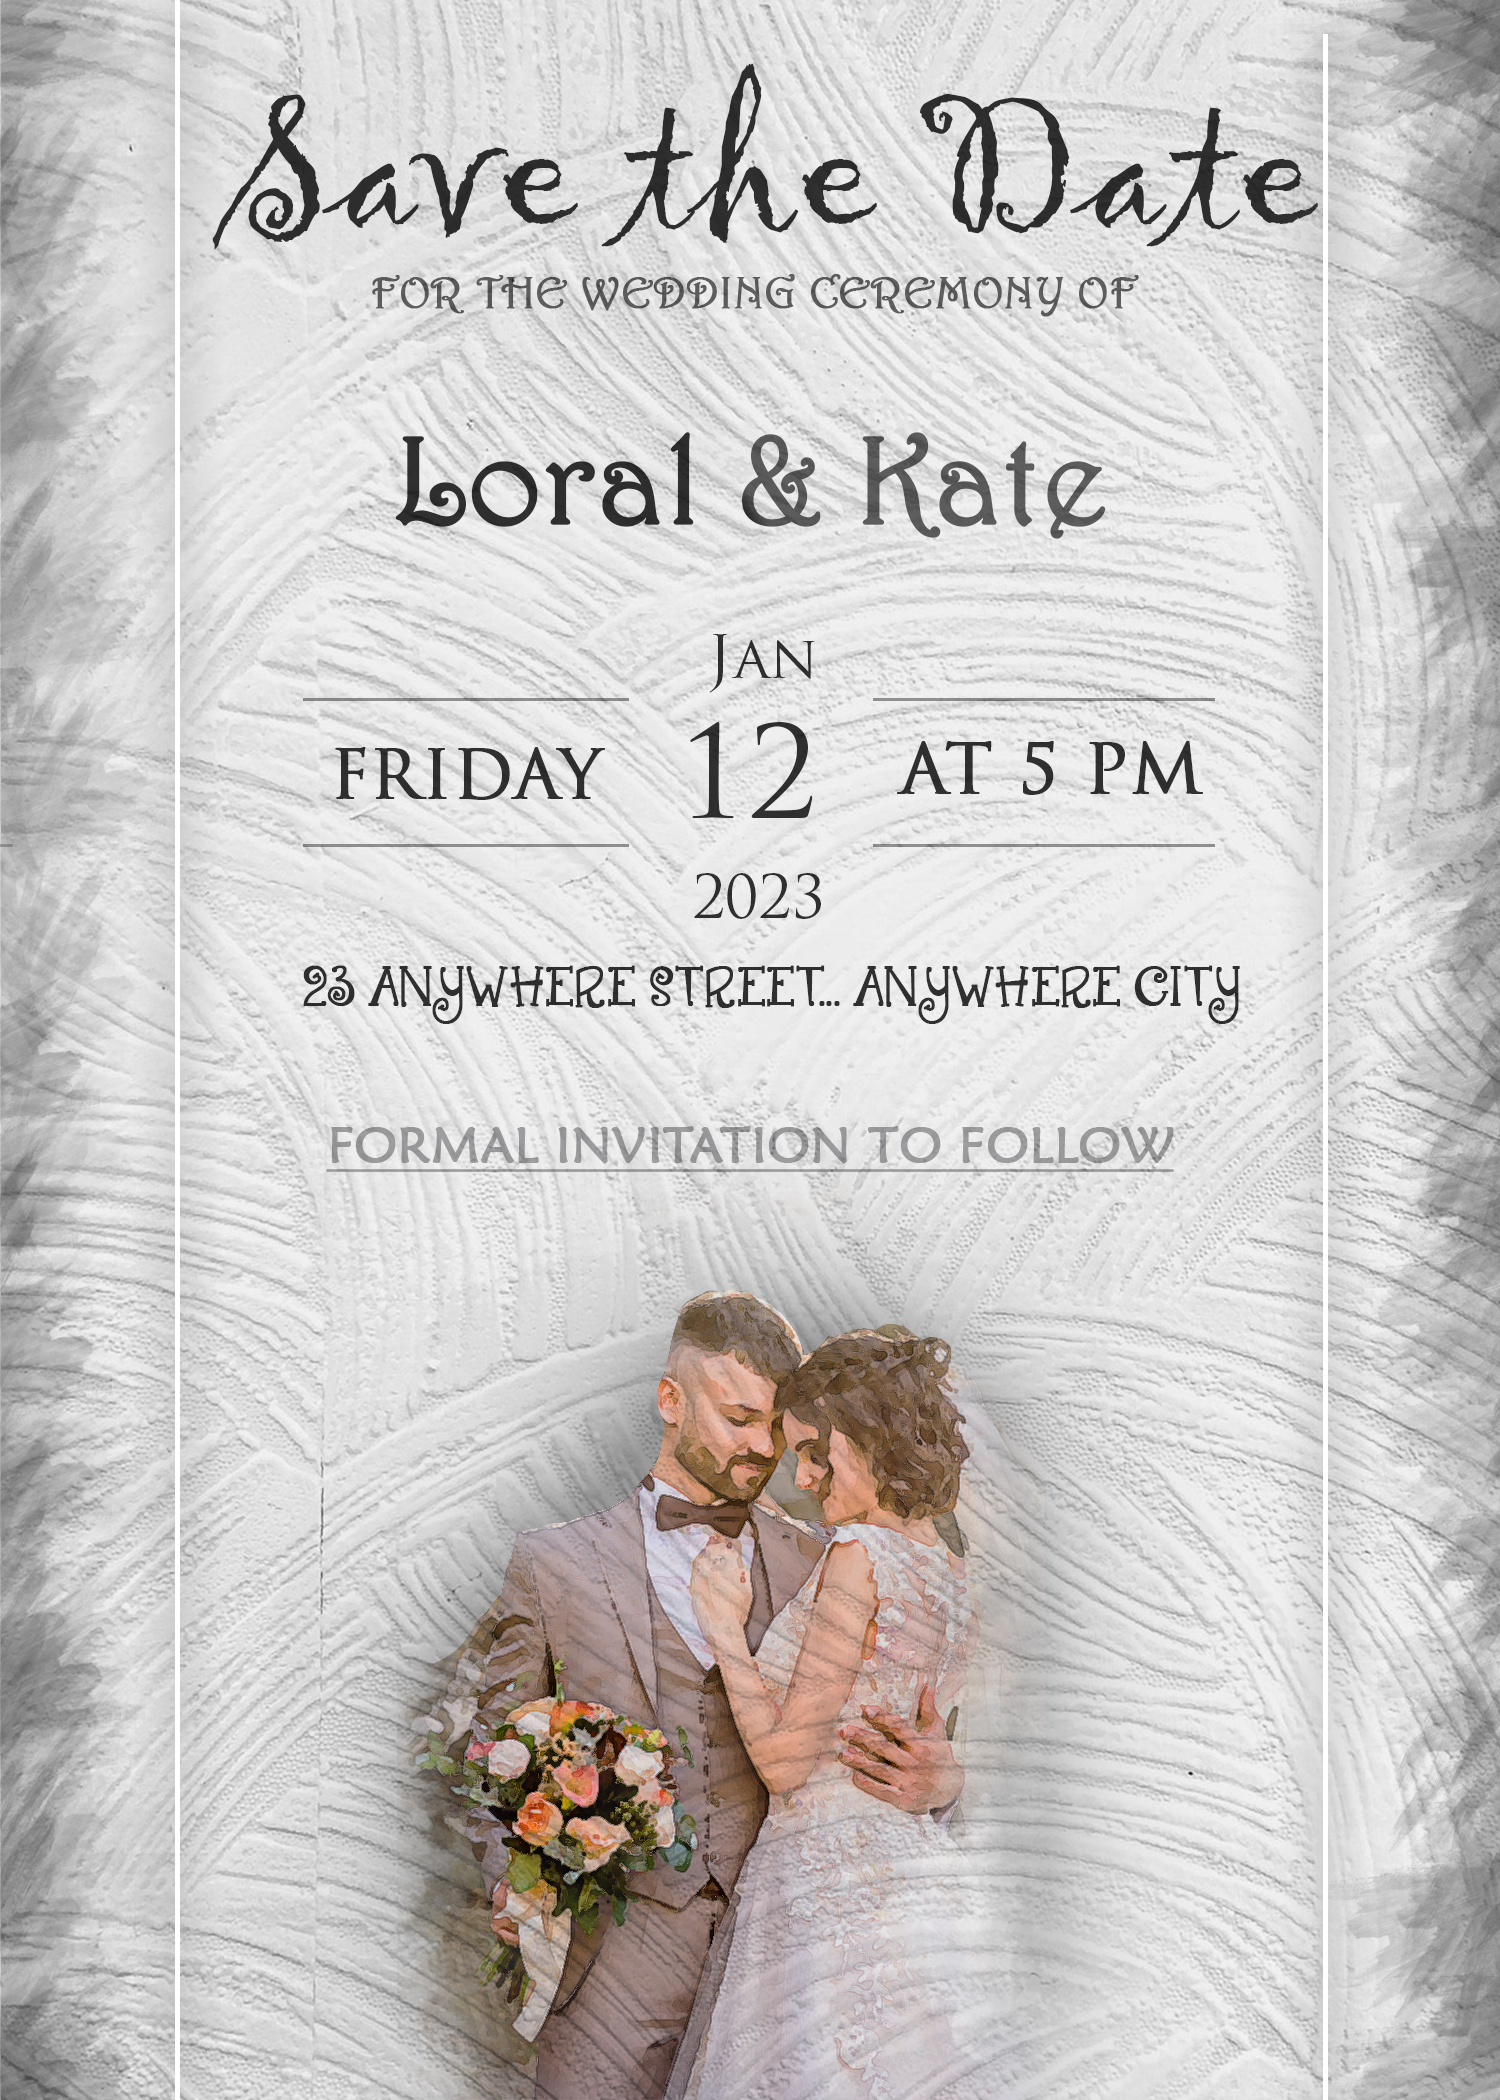 Save the Date
FOR THE WEDDING CEREMONY OF
Loral & Kate
JAN
FRIDAY 12 AT 5 PM
2023
23 ANYWHERE STREET... ANYWHERE CITY
FORMAL INVITATION TO FOLLOW